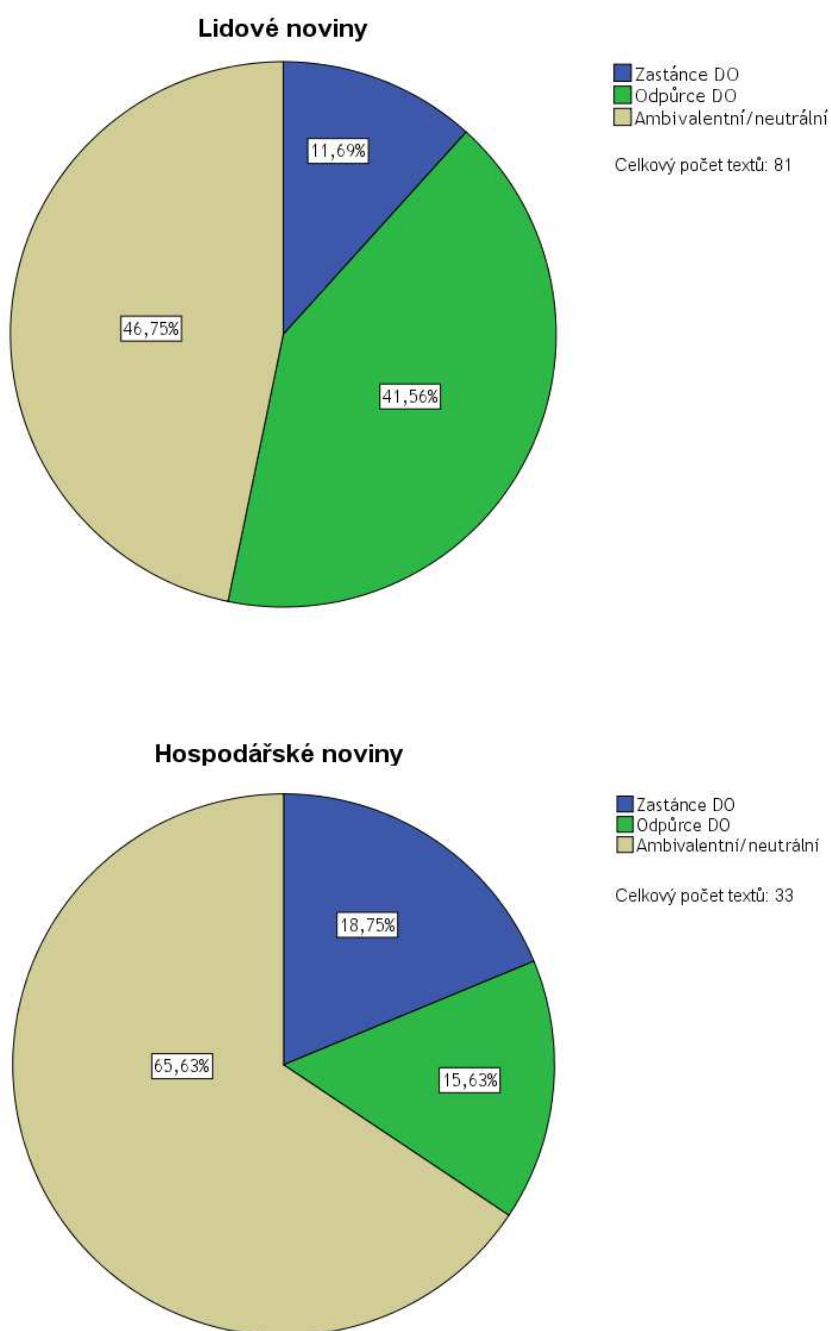 Lidové noviny
Zastánce DO
Odpůrce DO
Ambivalentní/neutrální
Celkový počet textů: 81
11,69%
46,75%
41,56%
Hospodářské noviny
Zastánce DO
Odpůrce DO
Ambivalentní/neutrální
Celkový počet textů: 33
18,75%
65,63%
15,63%